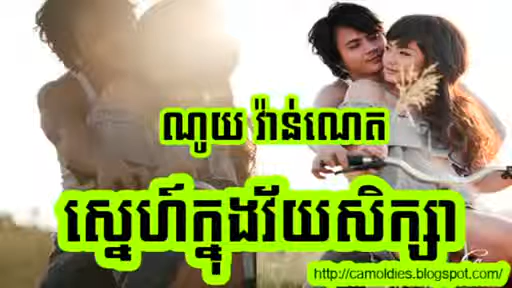 ណូយ វ៉ាន់ណេត
ស្នេហ៍ក្នុងវ័យសិក្សា
http://camoldies.blogspot.com/